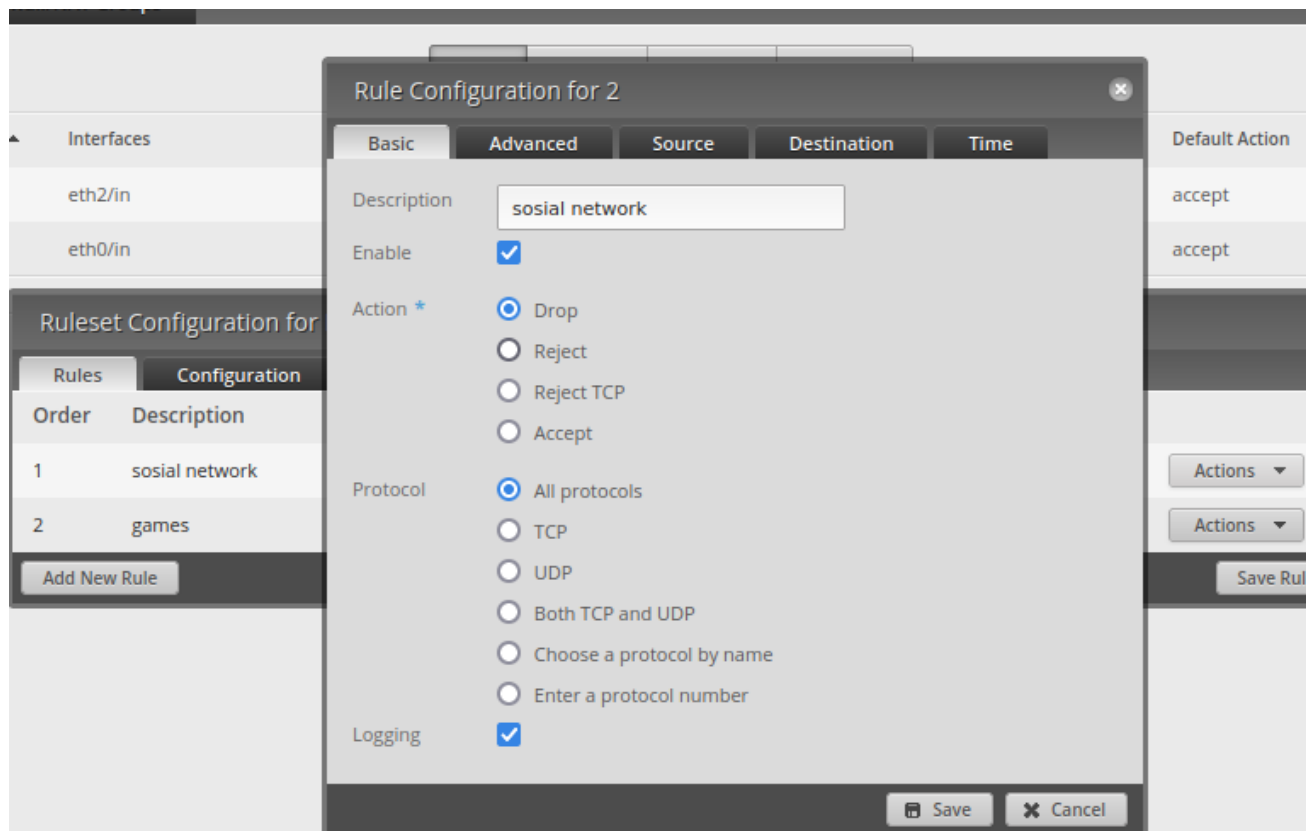 Rule Configuration for 2
Basic Advanced Source Destination Time
Interfaces
Default Action
eth2/in
accept
eth0/in
accept
Description sosial network
Enable
Action * Drop
Reject
Reject TCP
Accept
Protocol All protocols
TCP
UDP
Both TCP and UDP
Choose a protocol by name
Enter a protocol number
Logging
Save Cancel
Ruleset Configuration for
Rules Configuration
Order Description
1 sosial network Actions
2 games Actions
Add New Rule Save Rul